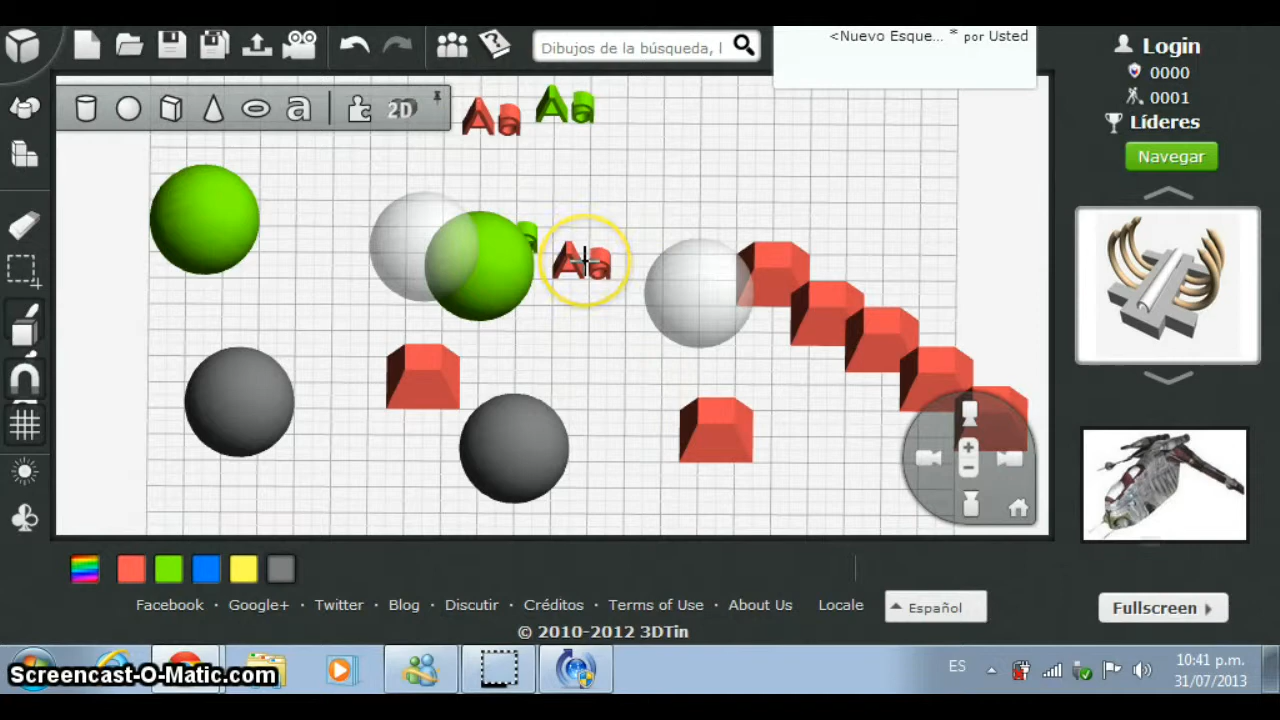 Dibujos de la búsqueda, l
<Nuevo Esque... * por Usted
Login
0000
0001
Líderes
Navegar
a
2D
Aa
Aa
Aa
Facebook · Google+ · Twitter · Blog · Discutir · Créditos · Terms of Use · About Us
Locale
Español
Fullscreen
© 2010-2012 3DTin
Screencast-O-Matic.com
ES
10:41 p.m.
31/07/2013